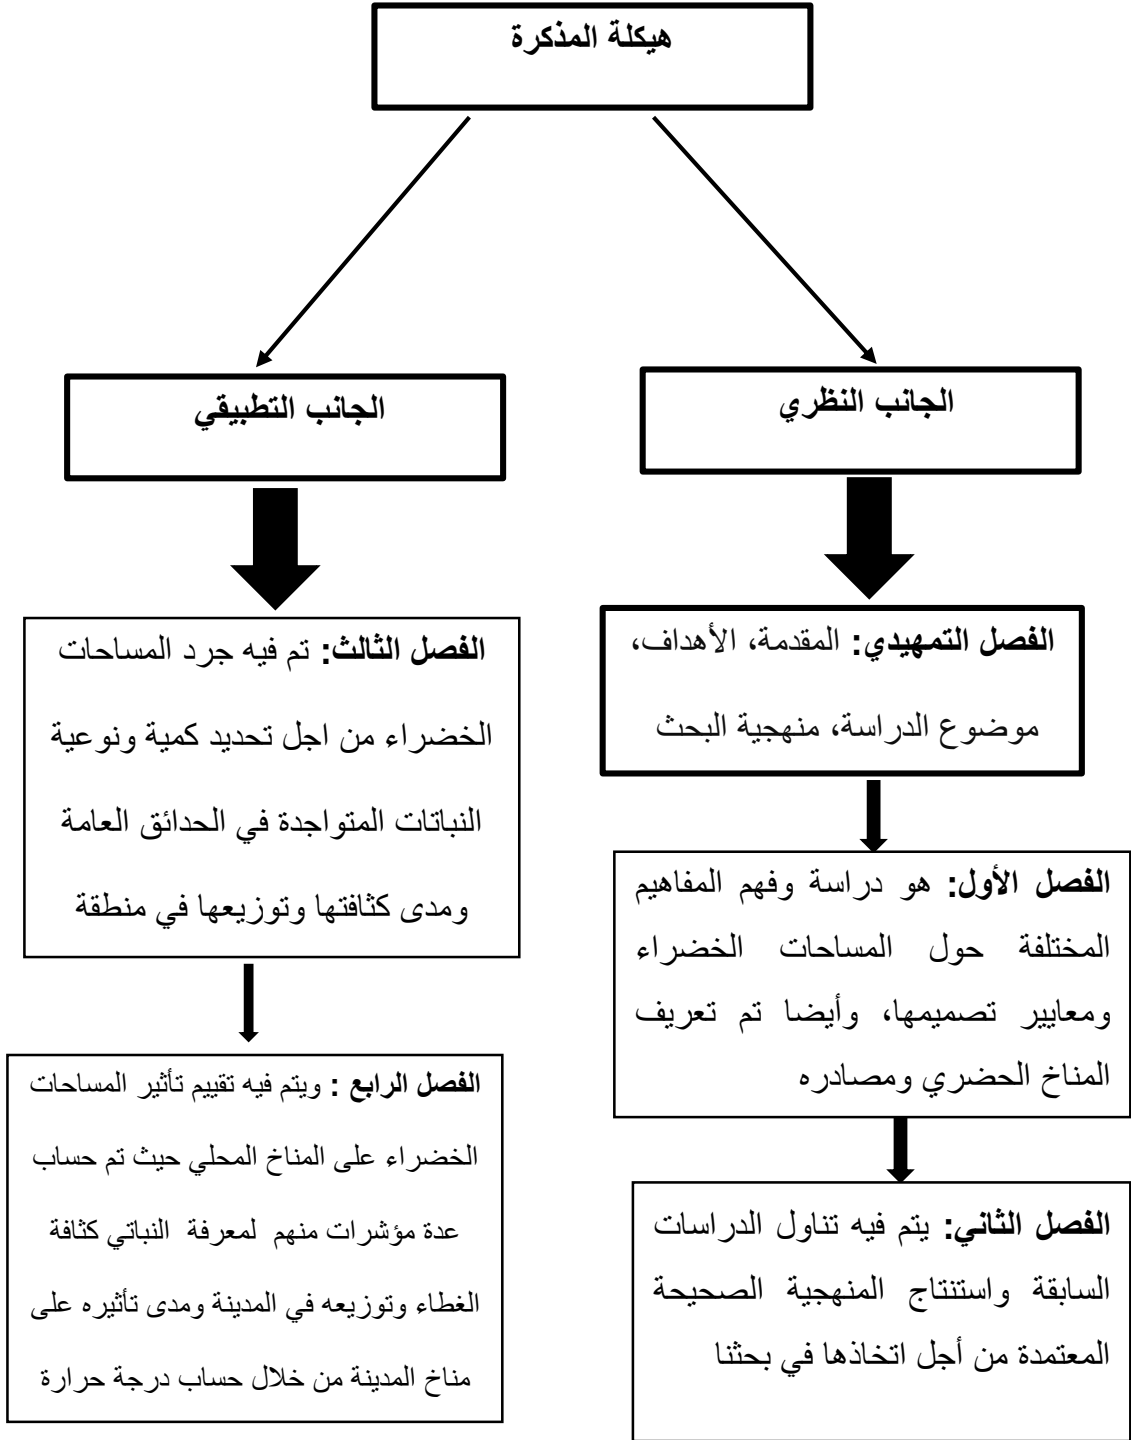 هيكلة المذكرة
الجانب النظري
الجانب التطبيقي
الفصل التمهيدي: المقدمة، الأهداف،
موضوع الدراسة، منهجية البحث
الفصل الأول: هو دراسة وفهم المفاهيم
المختلفة حول المساحات الخضراء
ومعايير تصميمها، وأيضا تم تعريف
المناخ الحضري ومصادره
الفصل الثاني: يتم فيه تناول الدراسات
السابقة واستنتاج المنهجية الصحيحة
المعتمدة من أجل اتخاذها في بحثنا
الفصل الثالث: تم فيه جرد المساحات
الخضراء من اجل تحديد كمية ونوعية
النباتات المتواجدة في الحدائق العامة
ومدى كثافتها وتوزيعها في منطقة
الفصل الرابع : ويتم فيه تقييم تأثير المساحات
الخضراء على المناخ المحلي حيث تم حساب
عدة مؤشرات منهم لمعرفة النباتي كثافة
الغطاء وتوزيعه في المدينة ومدى تأثيره على
مناخ المدينة من خلال حساب درجة حرارة